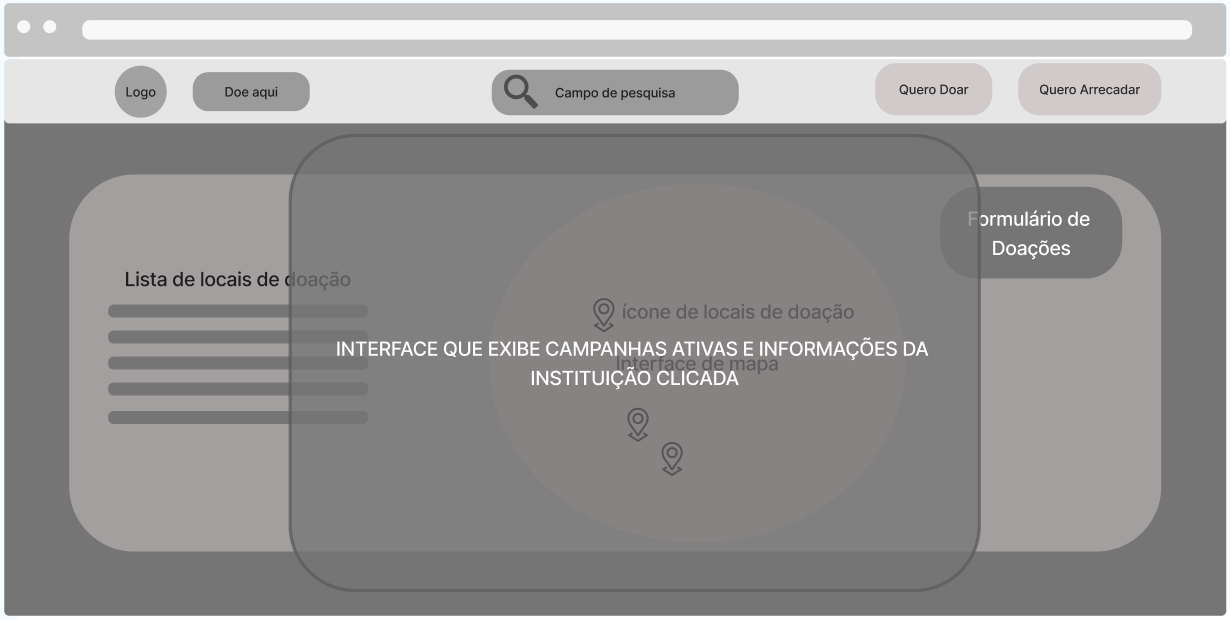 Logo
Doe aqui
Campo de pesquisa
Quero Doar
Quero Arrecadar
Formulário de
Doações
Lista de locais de doação
ícone de locais de doação
Interface de mapa
INTERFACE QUE EXIBE CAMPANHAS ATIVAS E INFORMAÇÕES DA
INSTITUIÇÃO CLICADA